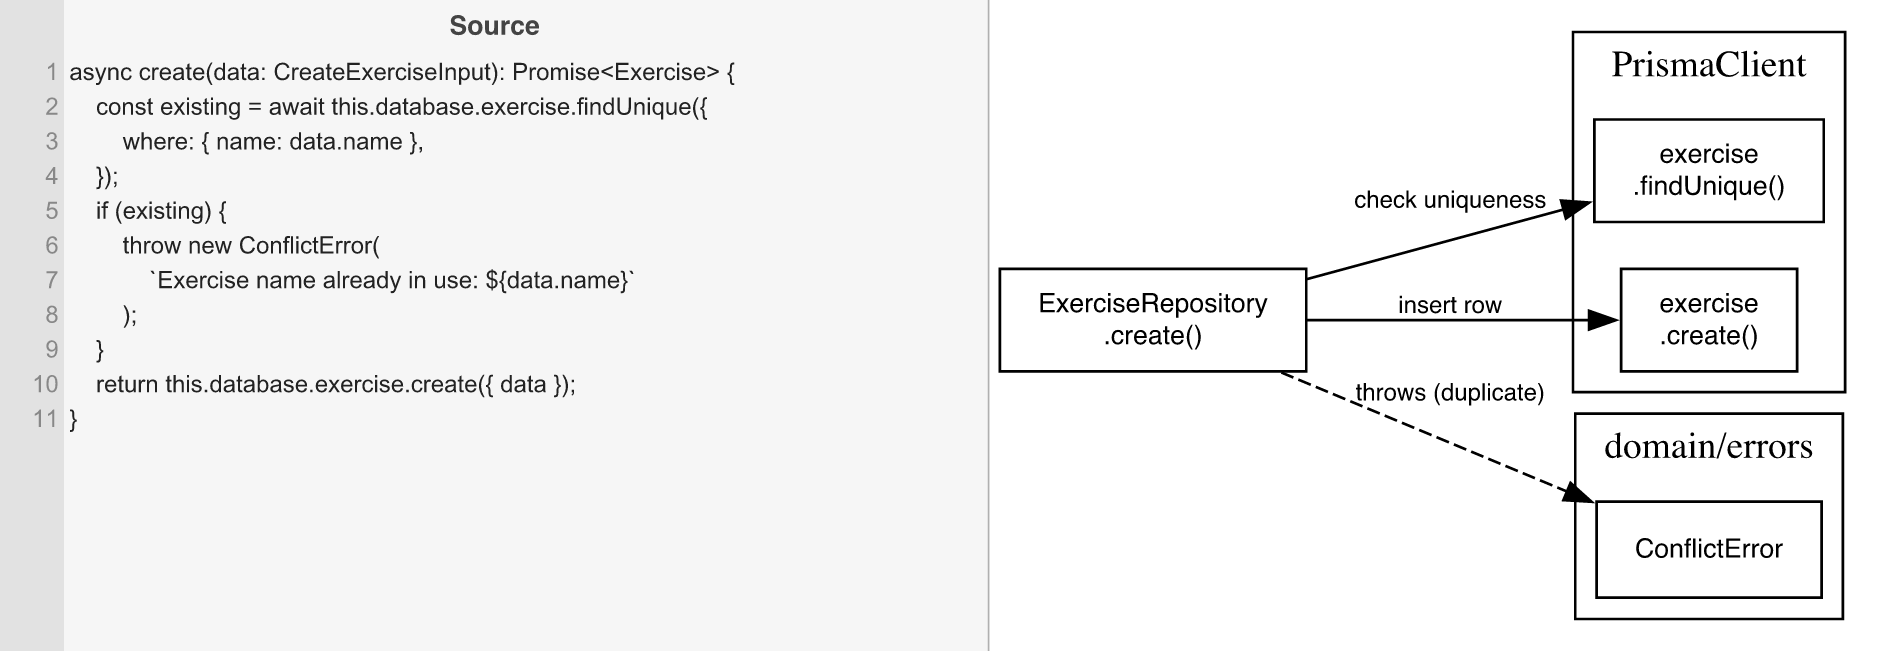 Source
1 async create(data: CreateExerciseInput): Promise<Exercise> {
2 const existing = await this.database.exercise.findUnique({
3 where: { name: data.name },
4 });
5 if (existing) {
6 throw new ConflictError(
7 `Exercise name already in use: ${data.name}`
8 );
9 }
10 return this.database.exercise.create({ data });
11 }
PrismaClient
exercise
.findUnique()
check uniqueness
ExerciseRepository
.create()
insert row
exercise
.create()
throws (duplicate)
domain/errors
ConflictError